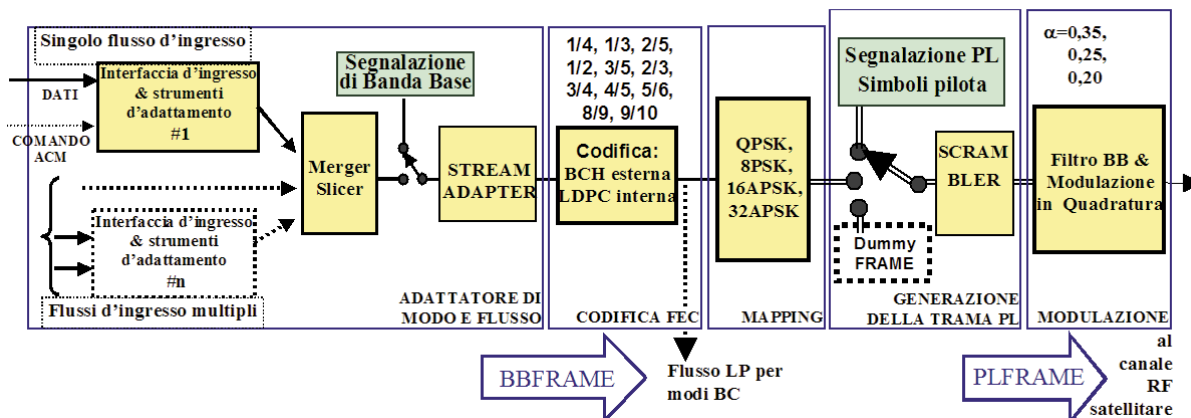 Singolo flusso d'ingresso
DATI
COMANDO
ACM
Interfaccia d'ingresso
& strumenti
d'adattamento
#1
Interfaccia d'ingresso
& strumenti
d'adattamento
#n
Flussi d'ingresso multipli
Merger
Slicer
Segnalazione
di Banda Base
STREAM
ADAPTER
ADATTATORE DI
MODO E FLUSSO
1/4, 1/3, 2/5,
1/2, 3/5, 2/3,
3/4, 4/5, 5/6,
8/9, 9/10
Codifica:
BCH esterna
LDPC interna
CODIFICA FEC
QPSK,
8PSK,
16APSK,
32APSK
MAPPING
Segnalazione PL
Simboli pilota
Dummy
FRAME
SCRAM
BLER
GENERAZIONE
DELLA TRAMA PL
α=0,35,
0,25,
0,20
Filtro BB &
Modulazione
in Quadratura
MODULAZIONE
BBFRAME
Flusso LP per
modi BC
PLFRAME
al
canale
RF
satellitare